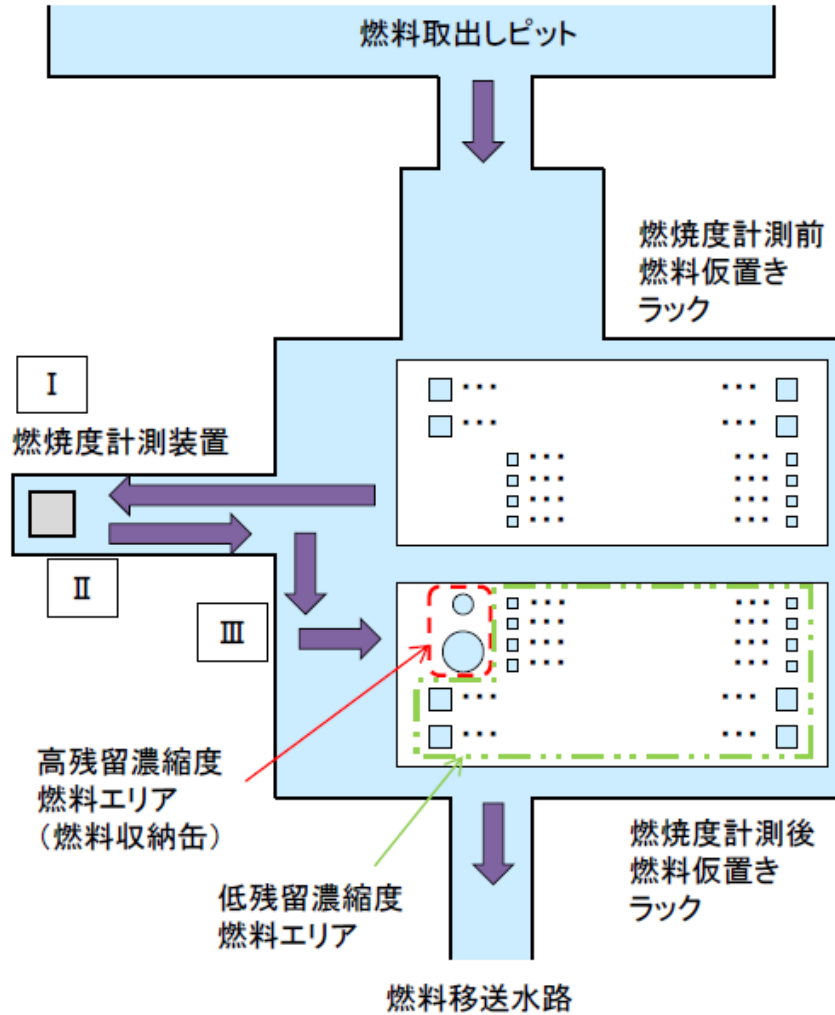 燃料取出しピット
燃焼度計測前
燃料仮置き
ラック
Ⅰ
燃焼度計測装置
Ⅱ
Ⅲ
高残留濃縮度
燃料エリア
（燃料収納缶）
低残留濃縮度
燃料エリア
燃焼度計測後
燃料仮置き
ラック
燃料移送水路